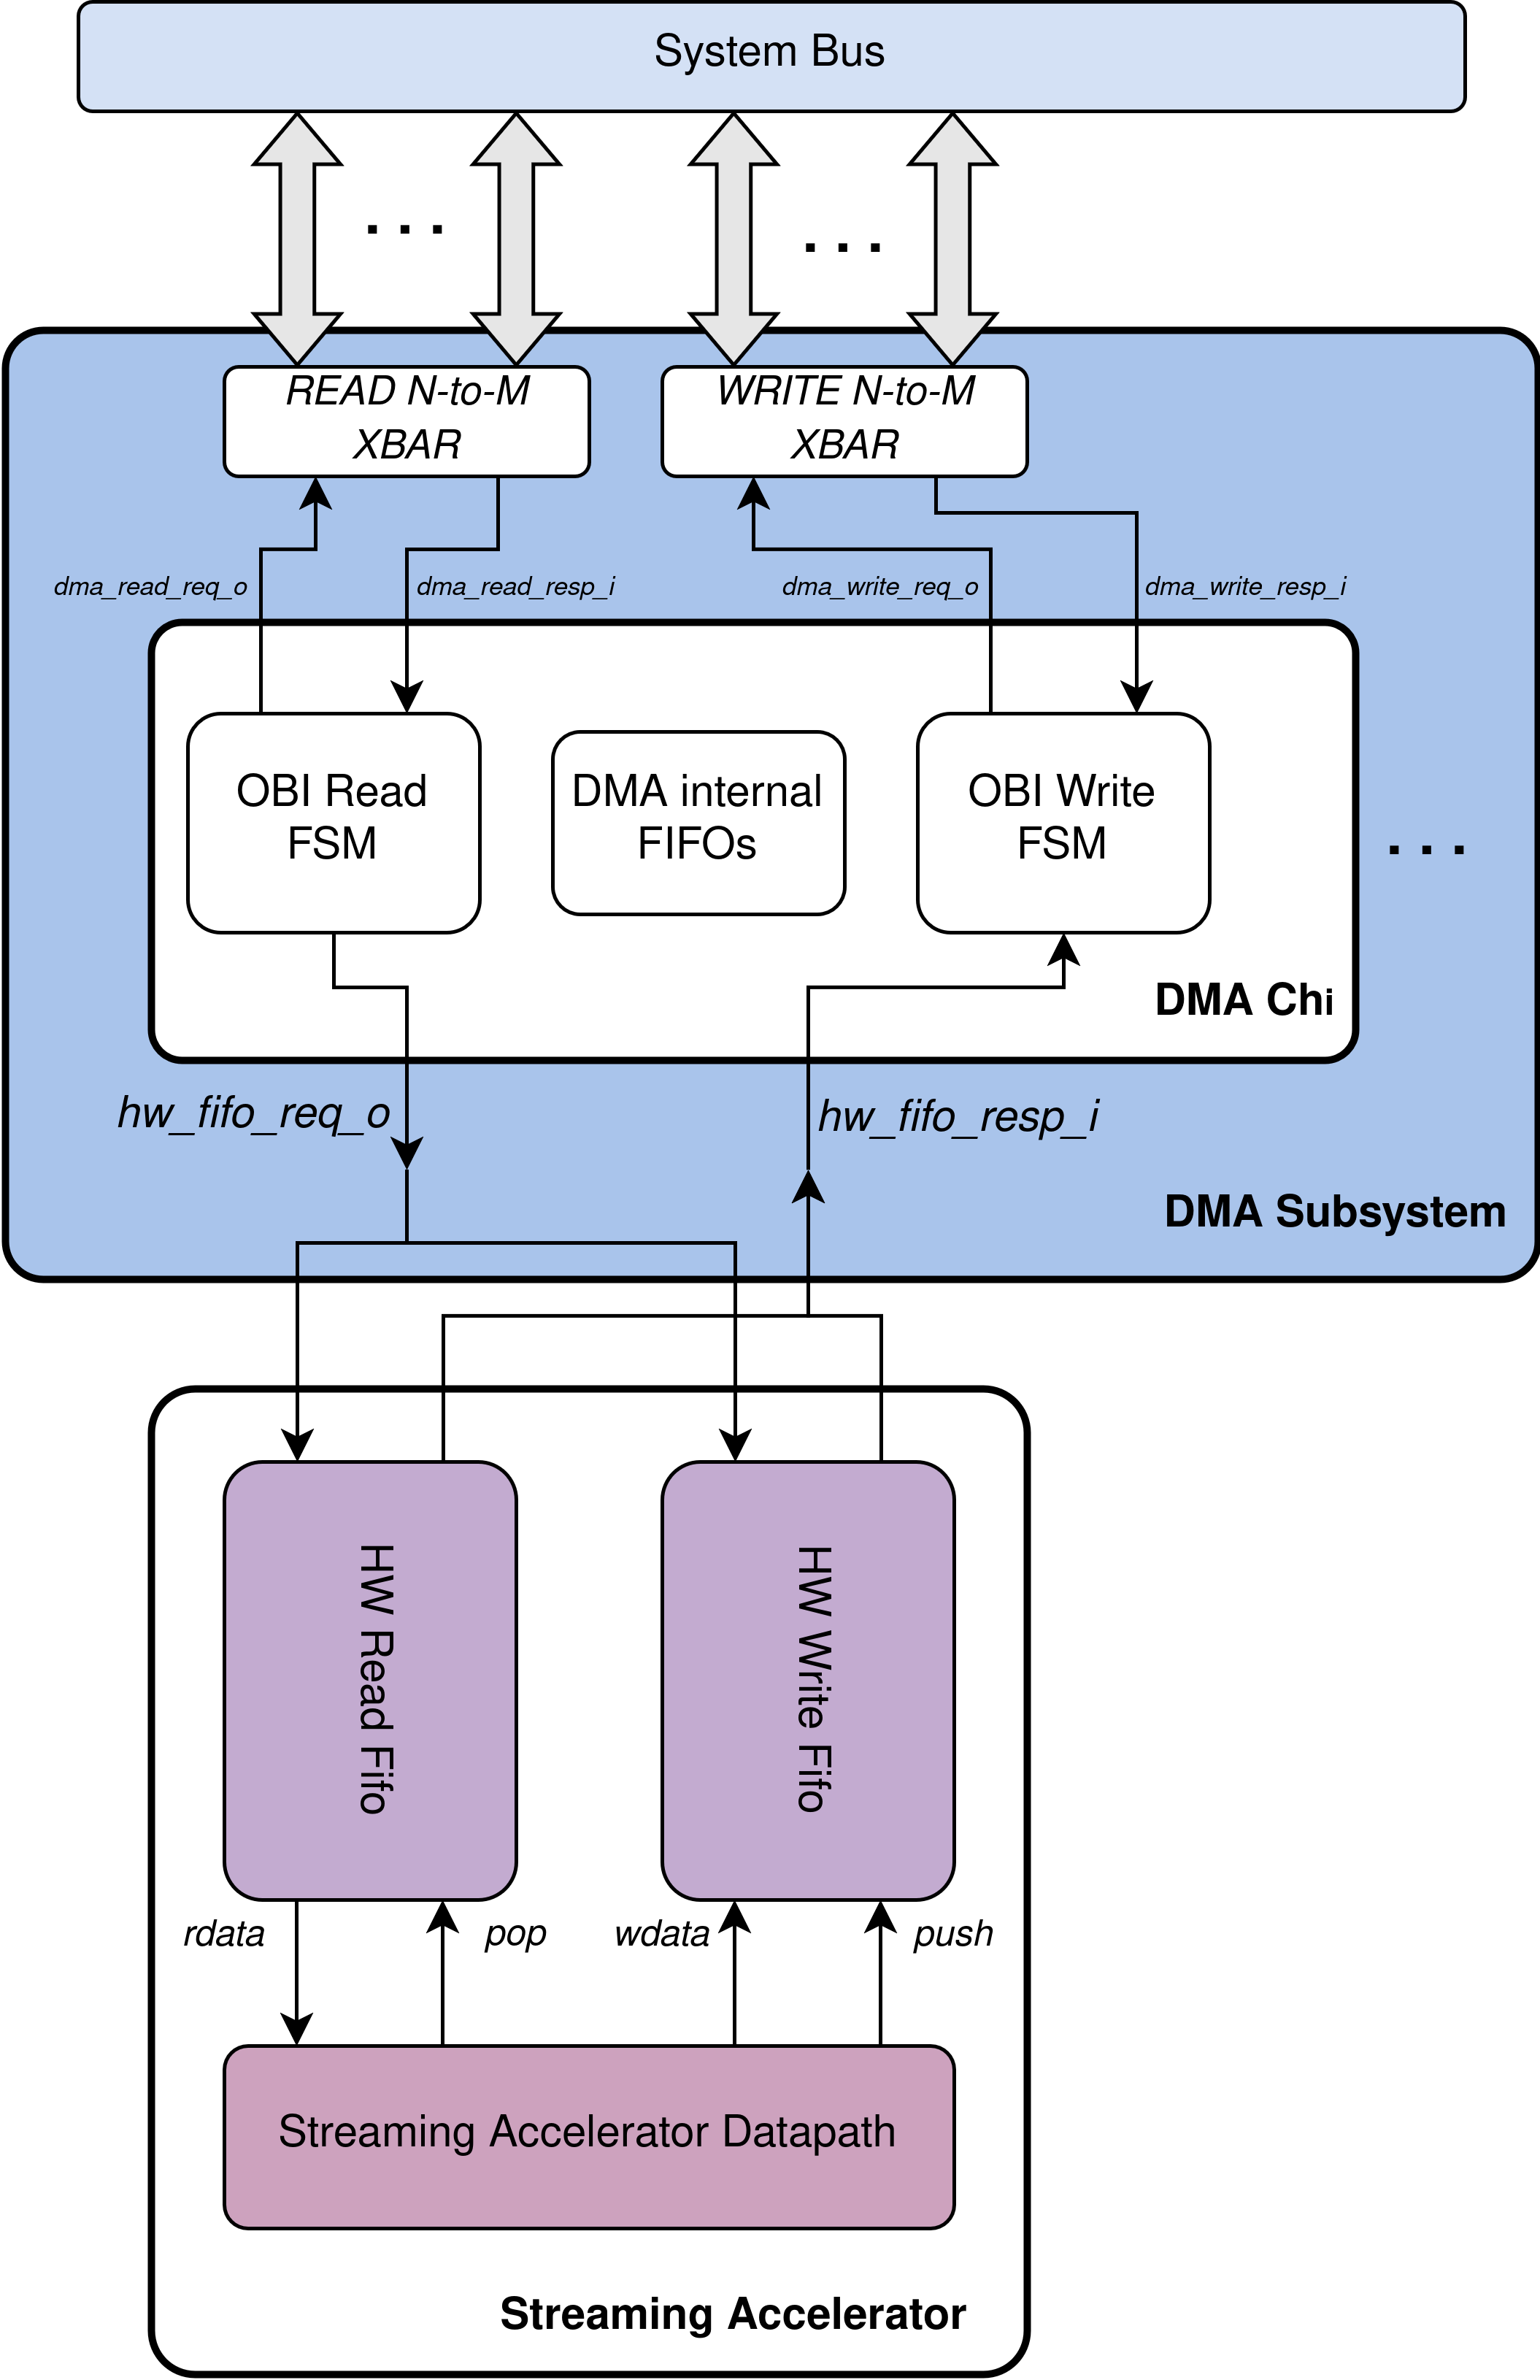 System Bus
. . .
. . .
READ N-to-M
XBAR
WRITE N-to-M
XBAR
dma_read_req_o
dma_read_resp_i
dma_write_req_o
dma_write_resp_i
OBI Read
FSM
DMA internal
FIFOs
OBI Write
FSM
. . .
DMA Chi
hw_fifo_req_o
hw_fifo_resp_i
DMA Subsystem
HW Read Fifo
HW Write Fifo
rdata
pop
wdata
push
Streaming Accelerator Datapath
Streaming Accelerator